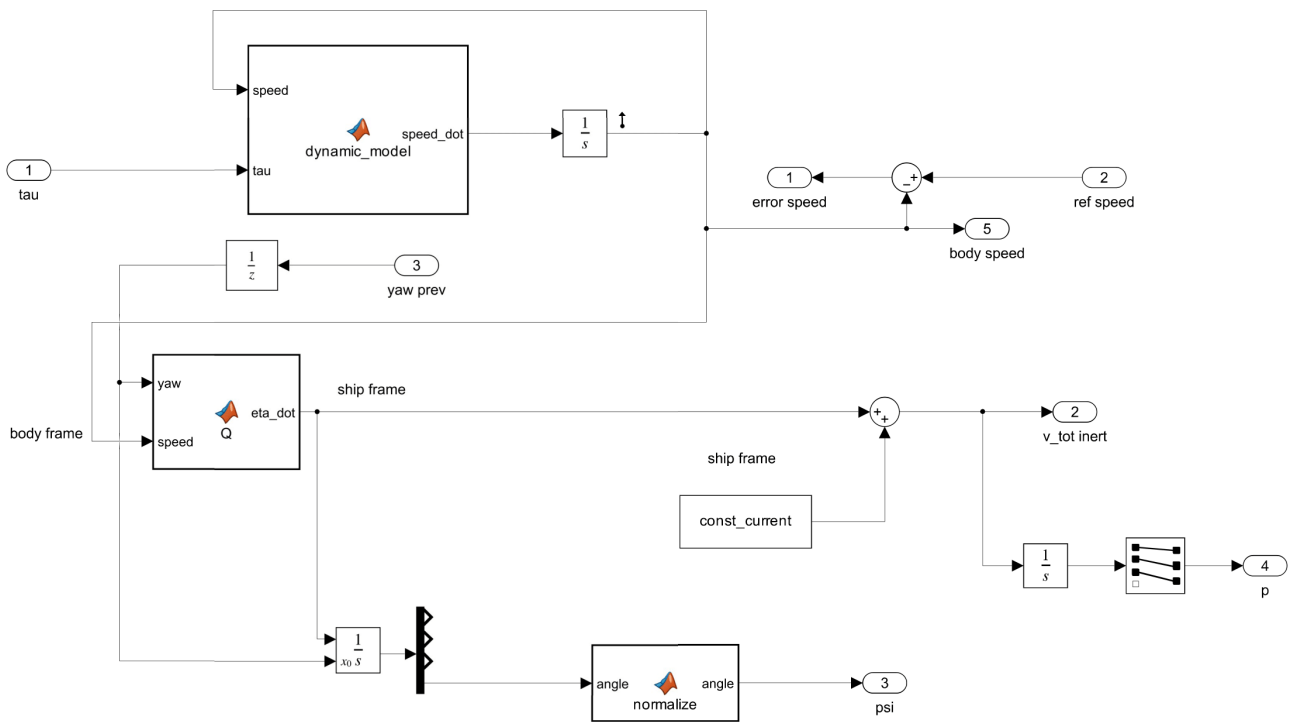 speed
speed_dot
dynamic_model
tau
1
s
1
tau
1
error speed
−
+
2
ref speed
5
body speed
1
z
3
yaw prev
yaw
eta_dot
Q
speed
body frame
ship frame
+
+
2
v_tot inert
ship frame
const_current
1
s
4
p
1
x₀ s
angle
angle
normalize
3
psi